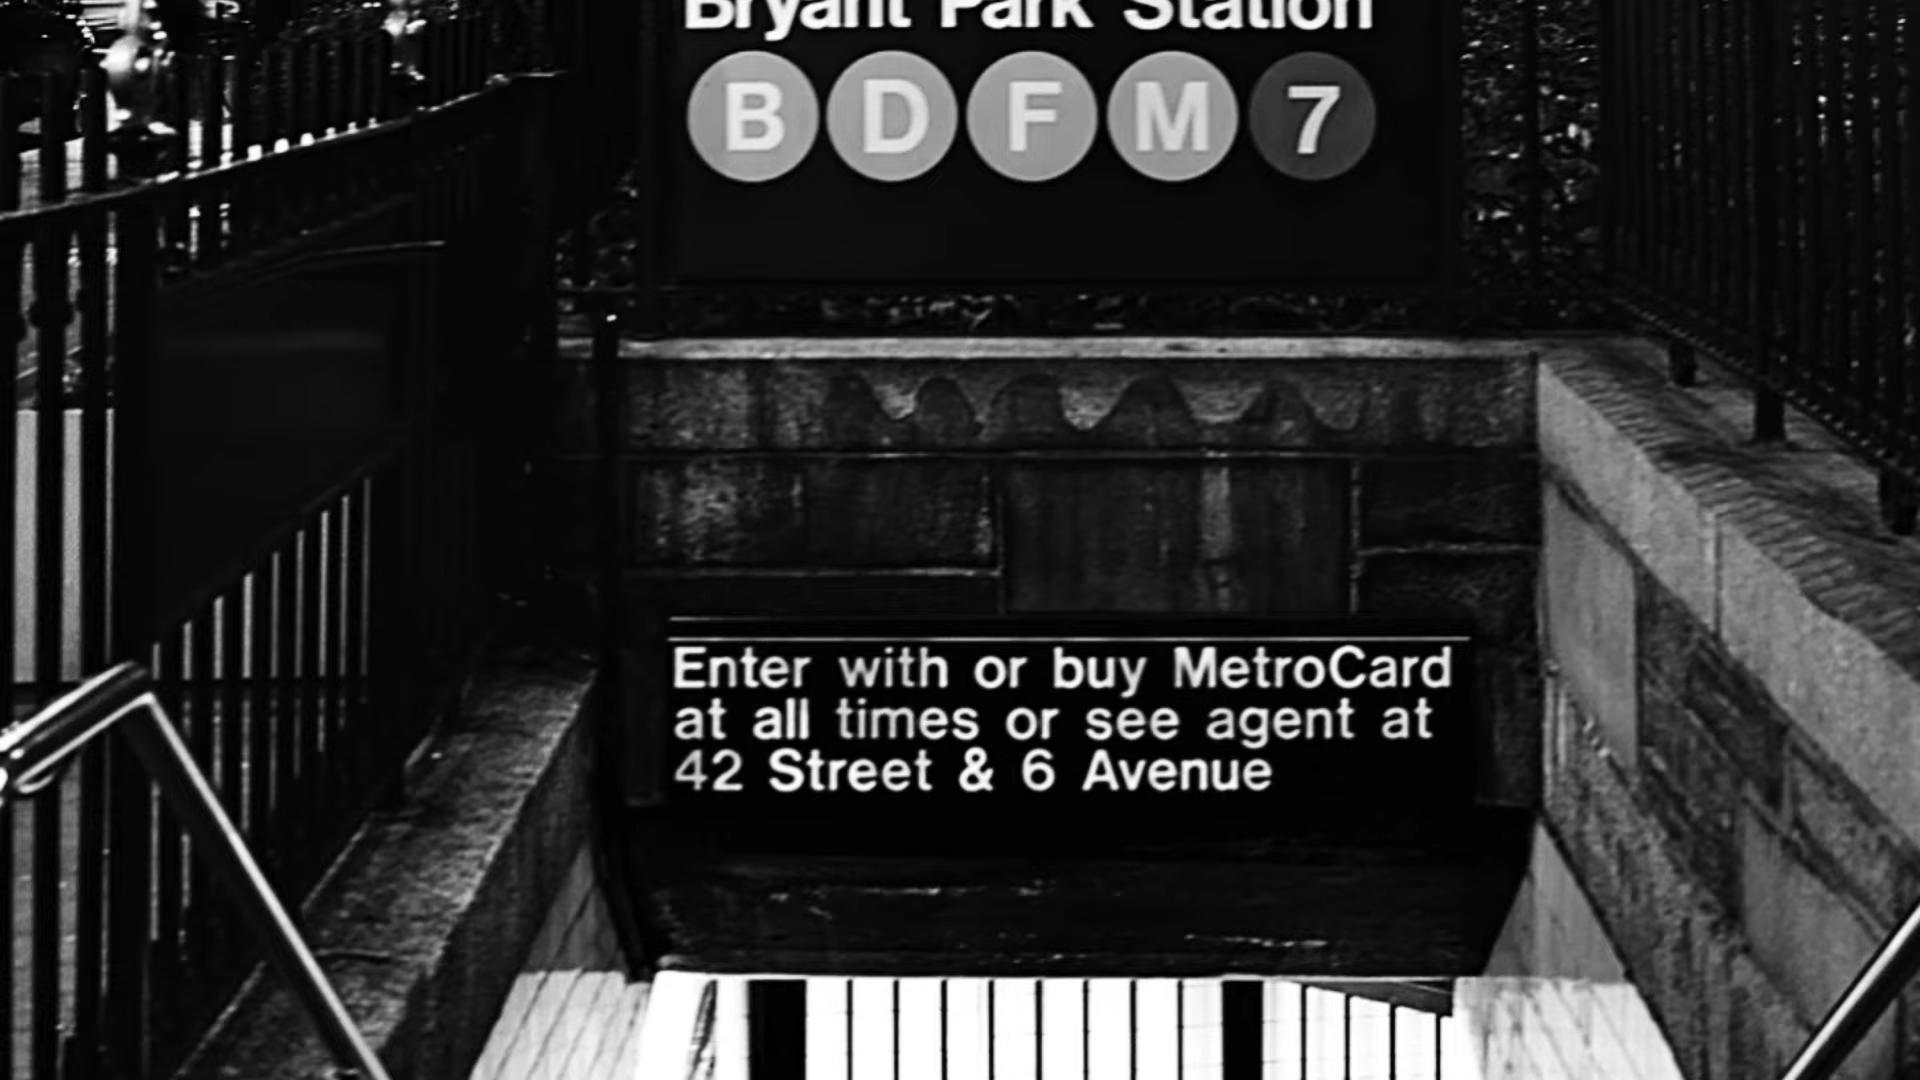 Bryant Park Station
B D F M 7
Enter with or buy MetroCard
at all times or see agent at
42 Street & 6 Avenue